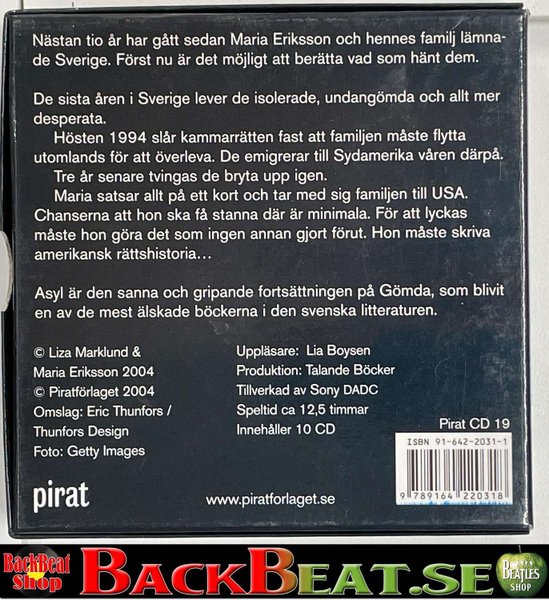 Nästan tio år har gått sedan Maria Eriksson och hennes familj lämna-
de Sverige. Först nu är det möjligt att berätta vad som hänt dem.
De sista åren i Sverige lever de isolerade, undangömda och allt mer
desperata.
Hösten 1994 slår kammarrätten fast att familjen måste flytta
utomlands för att överleva. De emigrerar till Sydamerika våren därpå.
Tre år senare tvingas de bryta upp igen.
Maria satsar allt på ett kort och tar med sig familjen till USA.
Chanserna att hon ska få stanna där är minimala. För att lyckas
måste hon göra det som ingen annan gjort förut. Hon måste skriva
amerikansk rättshistoria...
Asyl är den sanna och gripande fortsättningen på Gömda, som blivit
en av de mest älskade böckerna i den svenska litteraturen.
© Liza Marklund &
Maria Eriksson 2004
© Piratförlaget 2004
Omslag: Eric Thunfors /
Thunfors Design
Foto: Getty Images
Uppläsare: Lia Boysen
Produktion: Talande Böcker
Tillverkad av Sony DADC
Speltid ca 12,5 timmar
Innehåller 10 CD
Pirat CD 19
ISBN 91-642-2031-1
9 789164 220318
pirat
www.piratforlaget.se
BackBeat
Shop
BACKBEAT.SE
BEATLES
SHOP